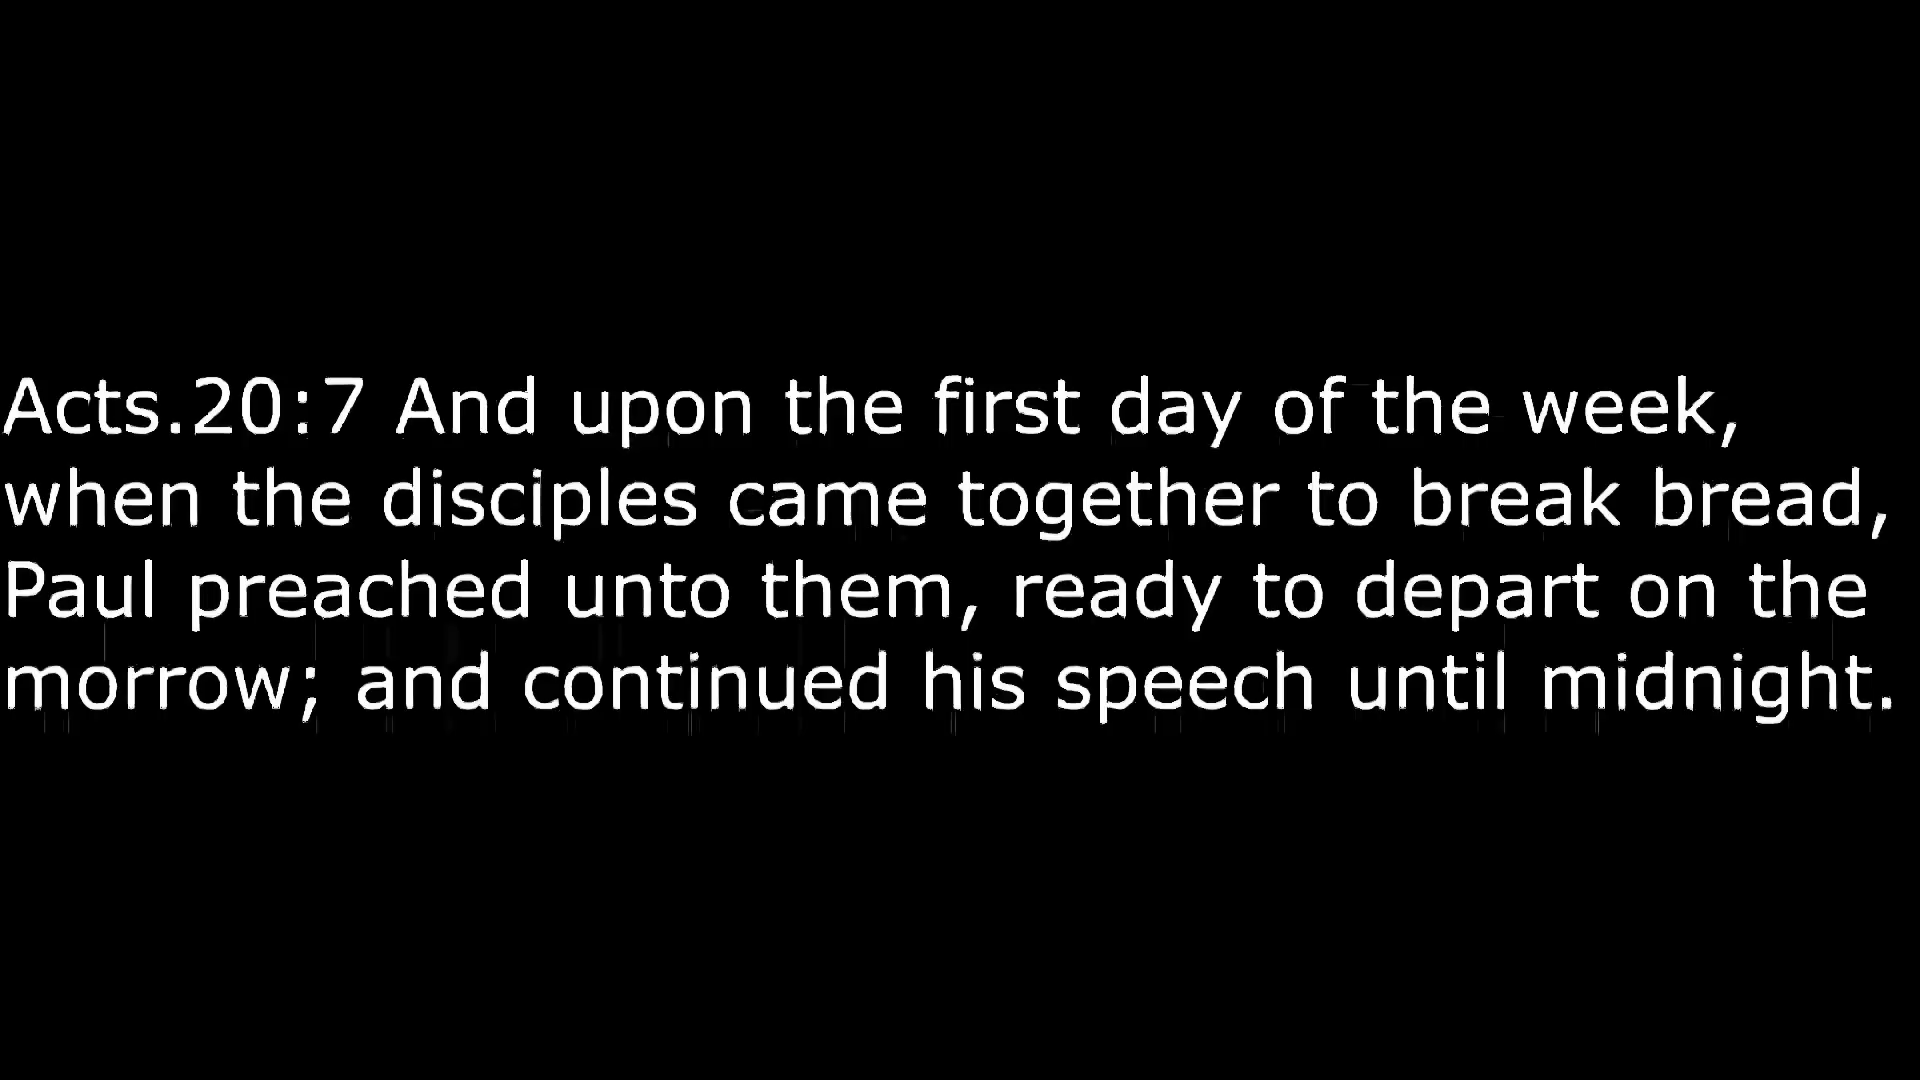 Acts.20:7 And upon the first day of the week,
when the disciples came together to break bread,
Paul preached unto them, ready to depart on the
morrow; and continued his speech until midnight.